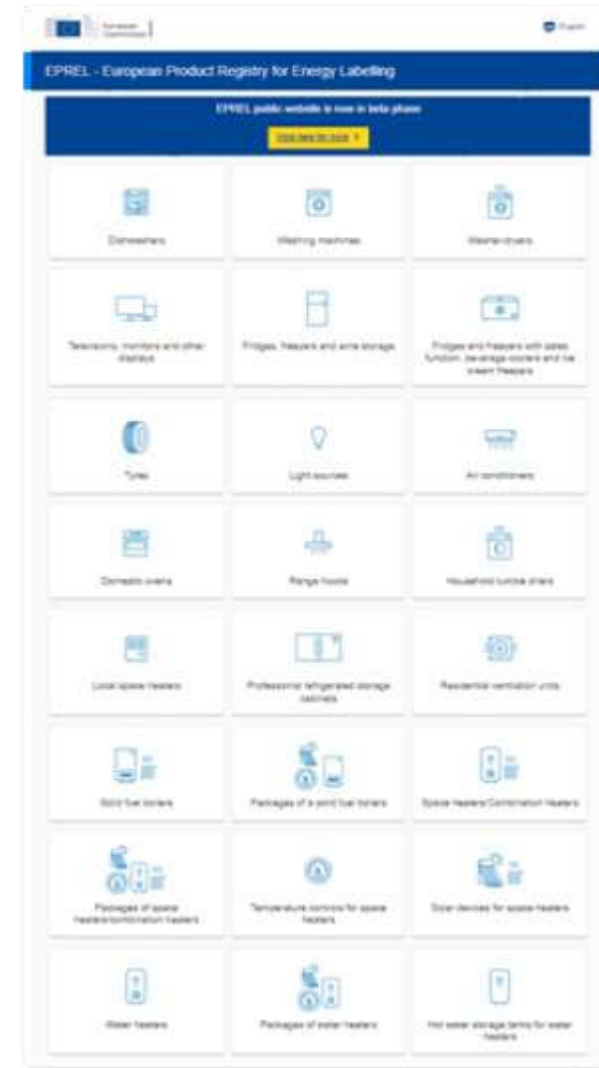 European
Commission
English
EPREL - European Product Registry for Energy Labelling
EPREL public website is now in beta phase
Dishwashers
Washing machines
Washer-dryers
Televisions, monitors and other
displays
Fridges, freezers and wine storage
Fridges and freezers with sales
function, beverage coolers and ice
cream freezers
Tyres
Light sources
Air conditioners
Domestic ovens
Range hoods
Household tumble driers
Local space heaters
Professional refrigerated storage
cabinets
Residential ventilation units
Solid fuel boilers
Packages of a solid fuel boilers
Space heaters/Combination heaters
Packages of space
heaters/combination heaters
Temperature controls for space
heaters
Solar devices for space heaters
Water heaters
Packages of water heaters
Hot water storage tanks for water
heaters